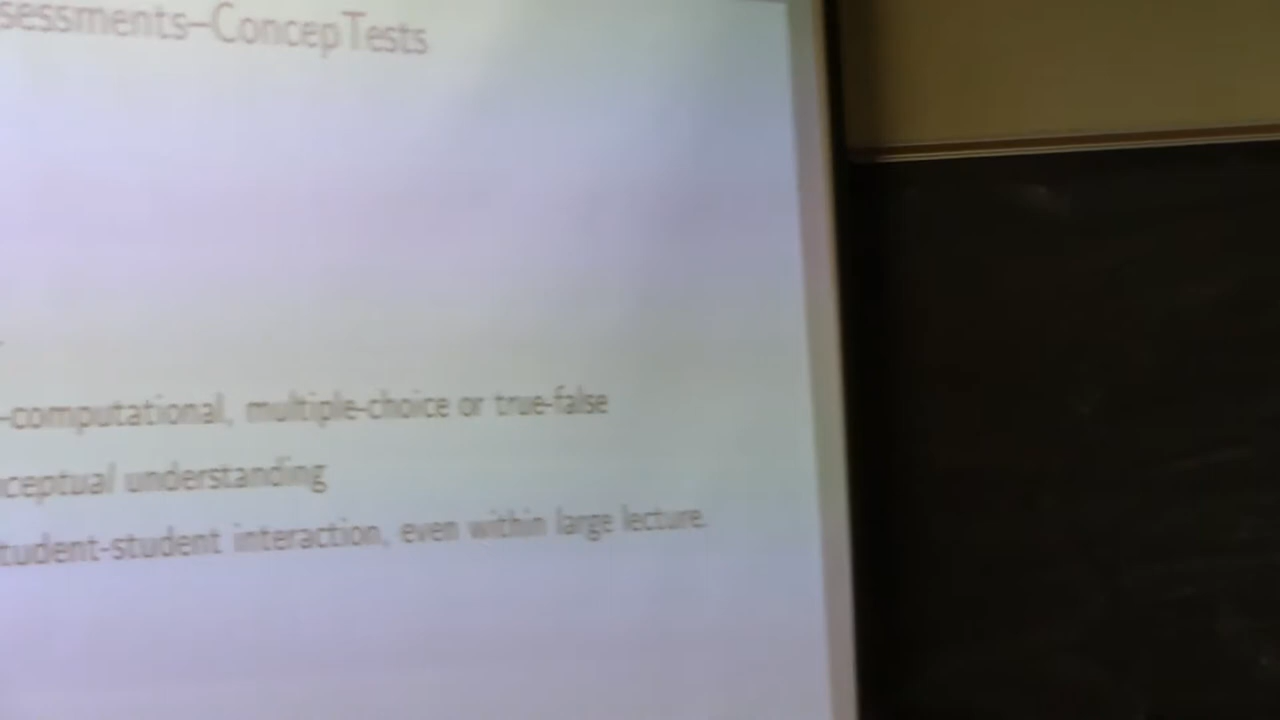 sessments–ConcepTests
-computational, multiple-choice or true-false
ceptual understanding
tudent-student interaction, even within large lecture.